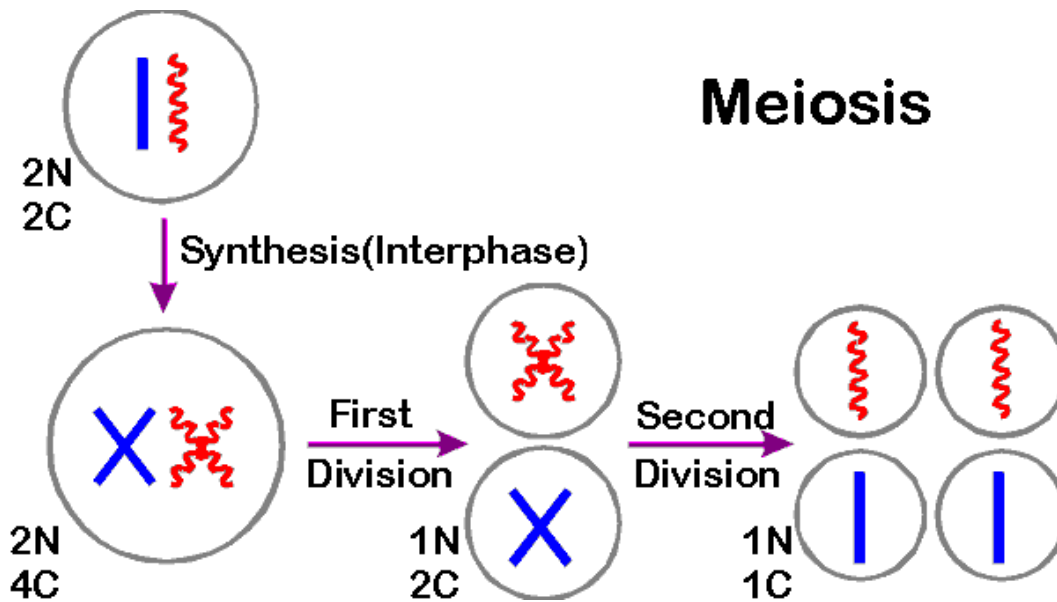 Meiosis
2N
2C
Synthesis(Interphase)
2N
4C
First
Division
1N
2C
Second
Division
1N
1C